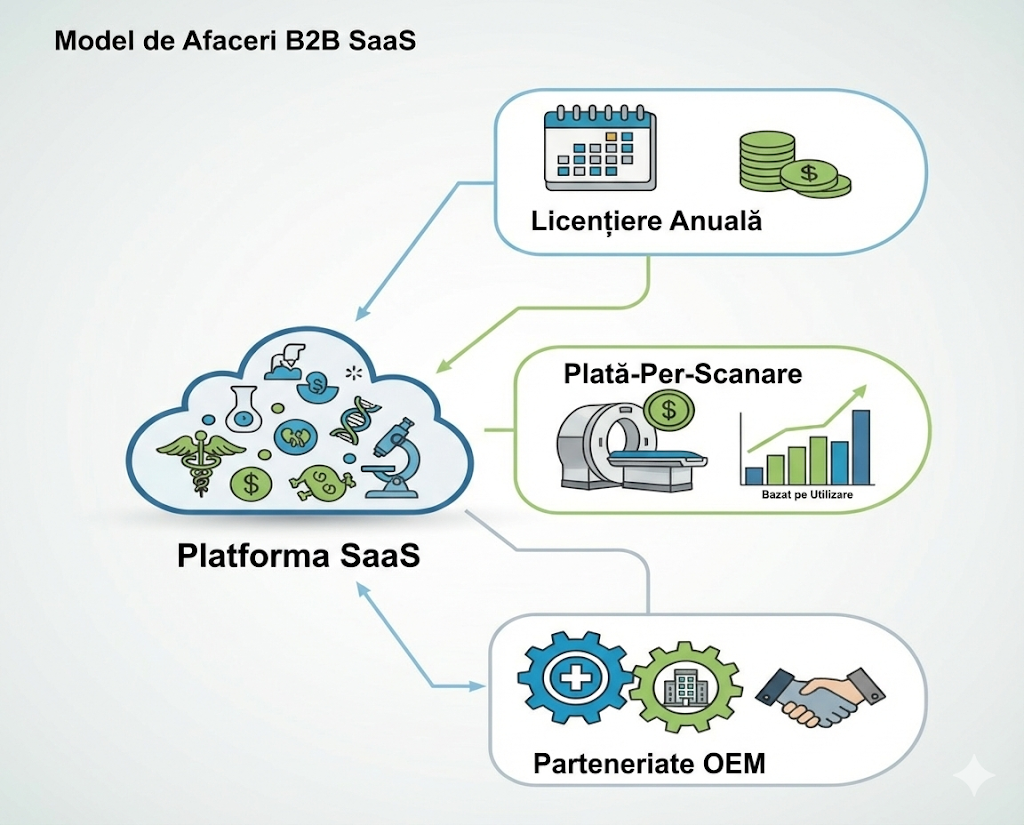 Model de Afaceri B2B SaaS
Licențiere Anuală
Plată-Per-Scanare
Bazat pe Utilizare
Platforma SaaS
Parteneriate OEM